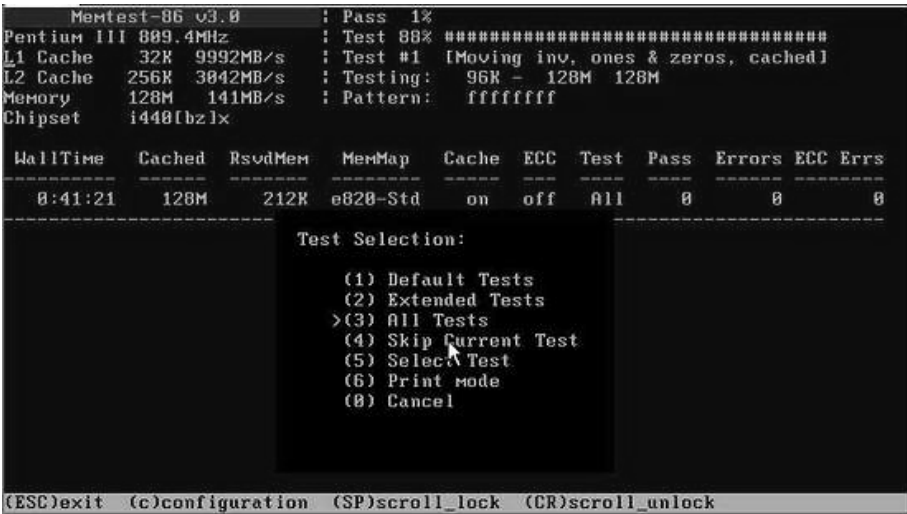 Memtest-86 v3.0 | Pass 1%
Pentium III 809.4MHz | Test 88% ###################################
L1 Cache 32K 9992MB/s | Test #1 [Moving inv, ones & zeros, cached]
L2 Cache 256K 3042MB/s | Testing: 96K - 128M 128M
Memory 128M 141MB/s | Pattern: ffffffff
Chipset i440[bz]x
WallTime Cached RsvdMem MemMap Cache ECC Test Pass Errors ECC Errs
-------- ------ ------- -------- ----- --- ---- ---- ------ --------
0:41:21 128M 212K e820-Std on off All 0 0 0
Test Selection:
(1) Default Tests
(2) Extended Tests
>(3) All Tests
(4) Skip Current Test
(5) Select Test
(6) Print mode
(0) Cancel
(ESC)exit (c)configuration (SP)scroll_lock (CR)scroll_unlock